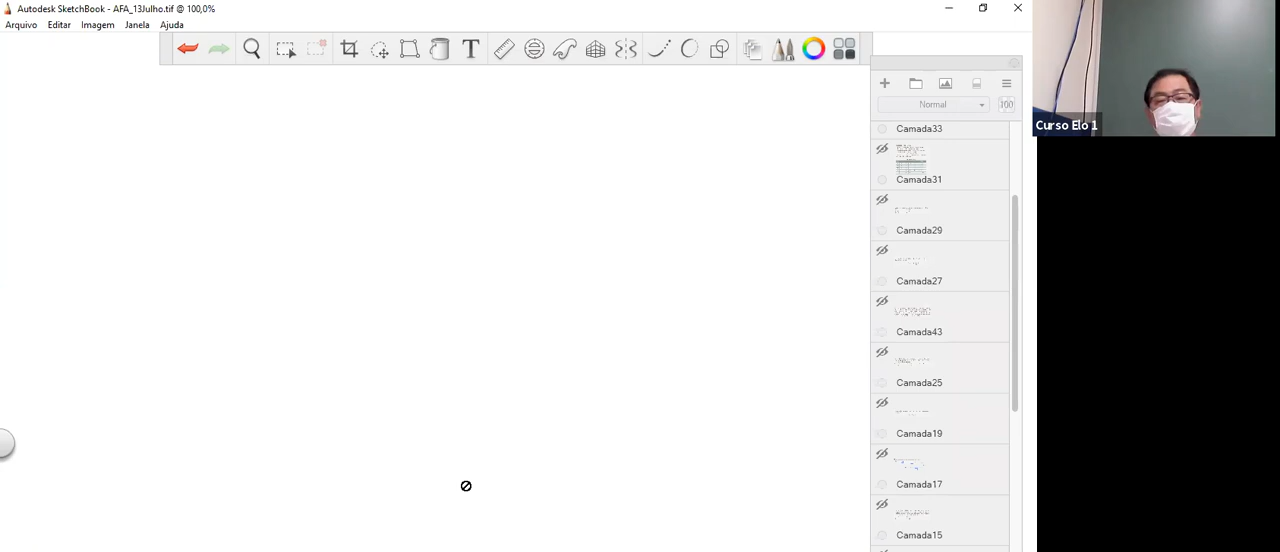 Autodesk SketchBook - AFA_13Julho.tif @ 100,0%
Arquivo Editar Imagem Janela Ajuda
T
Normal 100
Camada33
Camada31
Camada29
Camada27
Camada43
Camada25
Camada19
Camada17
Camada15
Curso Elo 1